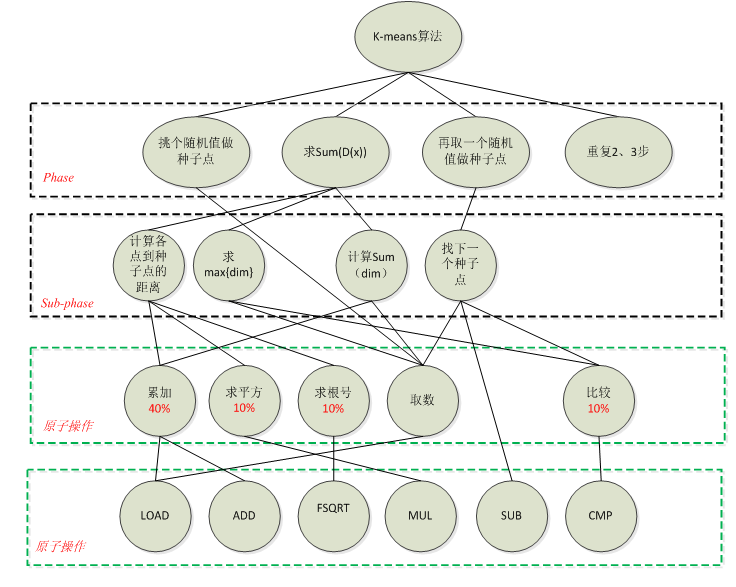 K-means算法
挑个随机值做
种子点
求Sum(D(x))
再取一个随机
值做种子点
重复2、3步
Phase
计算各
点到种
子点的
距离
求
max{dim}
计算Sum
（dim）
找下一
个种子
点
Sub-phase
累加
40%
求平方
10%
求根号
10%
取数
比较
10%
原子操作
LOAD
ADD
FSQRT
MUL
SUB
CMP
原子操作